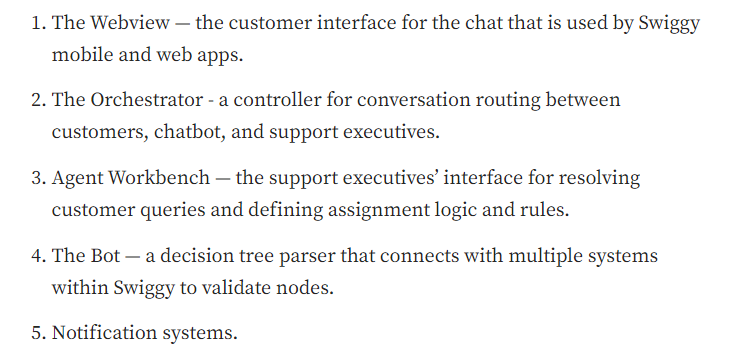 1. The Webview — the customer interface for the chat that is used by Swiggy
mobile and web apps.
2. The Orchestrator - a controller for conversation routing between
customers, chatbot, and support executives.
3. Agent Workbench — the support executives’ interface for resolving
customer queries and defining assignment logic and rules.
4. The Bot — a decision tree parser that connects with multiple systems
within Swiggy to validate nodes.
5. Notification systems.